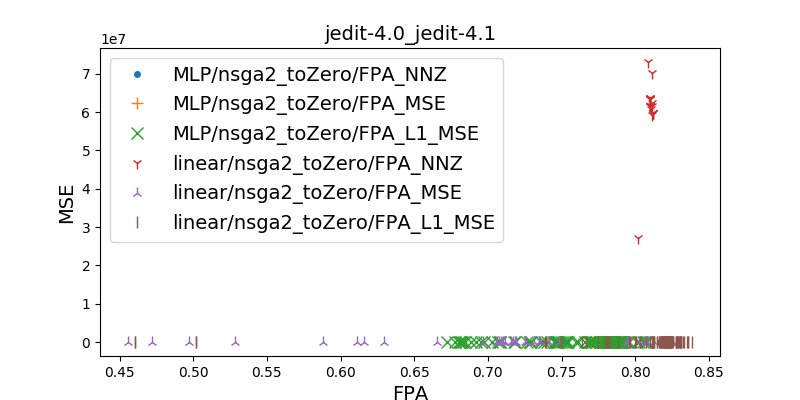 jedit-4.0_jedit-4.1
1e7
MLP/nsga2_toZero/FPA_NNZ
MLP/nsga2_toZero/FPA_MSE
MLP/nsga2_toZero/FPA_L1_MSE
linear/nsga2_toZero/FPA_NNZ
linear/nsga2_toZero/FPA_MSE
linear/nsga2_toZero/FPA_L1_MSE
MSE
7
6
5
4
3
2
1
0
0.45 0.50 0.55 0.60 0.65 0.70 0.75 0.80 0.85
FPA